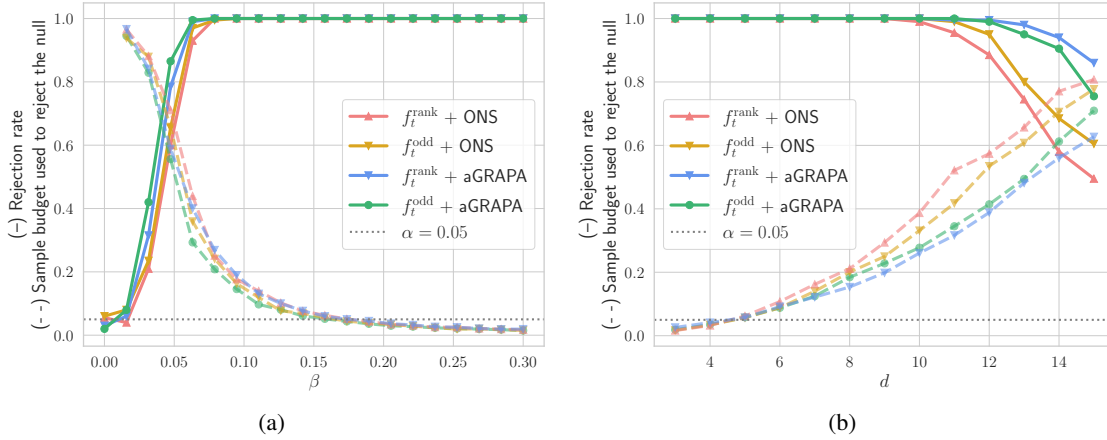 (−) Rejection rate
(- -) Sample budget used to reject the null
1.0
0.8
0.6
0.4
0.2
0.0
0.00 0.05 0.10 0.15 0.20 0.25 0.30
β
f_t^rank + ONS
f_t^odd + ONS
f_t^rank + aGRAPA
f_t^odd + aGRAPA
α = 0.05
(a)
(−) Rejection rate
(- -) Sample budget used to reject the null
1.0
0.8
0.6
0.4
0.2
0.0
4 6 8 10 12 14
d
f_t^rank + ONS
f_t^odd + ONS
f_t^rank + aGRAPA
f_t^odd + aGRAPA
α = 0.05
(b)